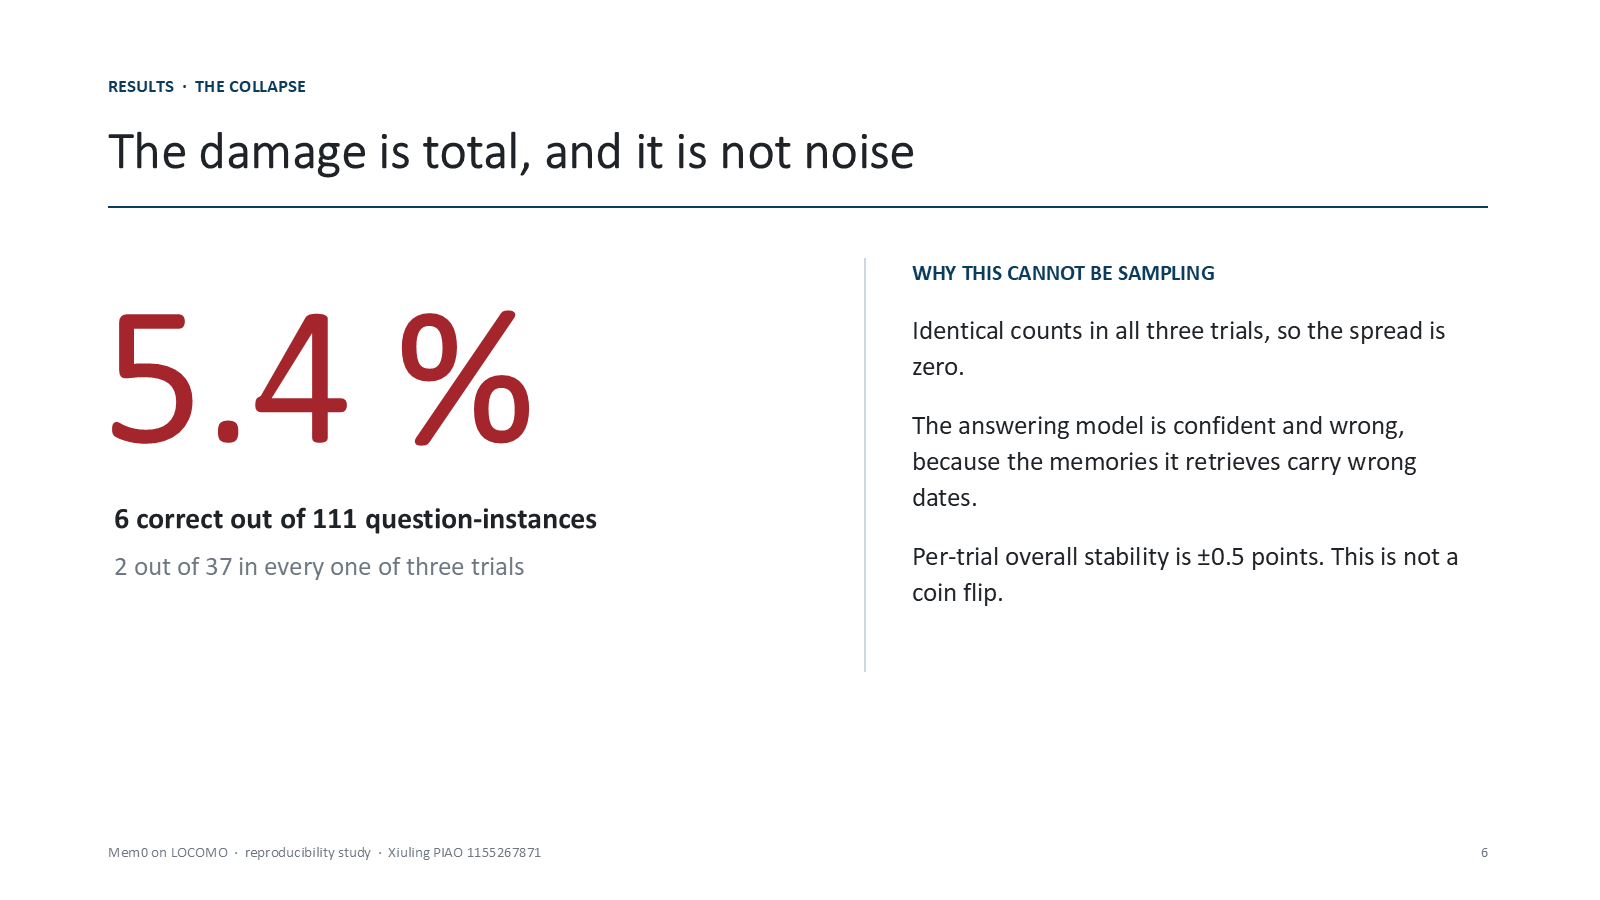 RESULTS · THE COLLAPSE
The damage is total, and it is not noise
5.4 %
6 correct out of 111 question-instances
2 out of 37 in every one of three trials
WHY THIS CANNOT BE SAMPLING
Identical counts in all three trials, so the spread is
zero.
The answering model is confident and wrong,
because the memories it retrieves carry wrong
dates.
Per-trial overall stability is ±0.5 points. This is not a
coin flip.
Mem0 on LOCOMO · reproducibility study · Xiuling PIAO 1155267871
6